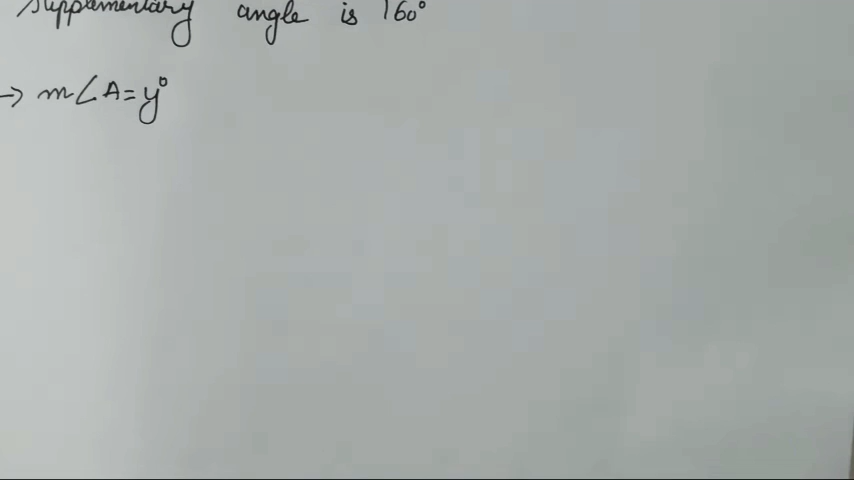 supplementary angle is 160°
→ m∠A = y°